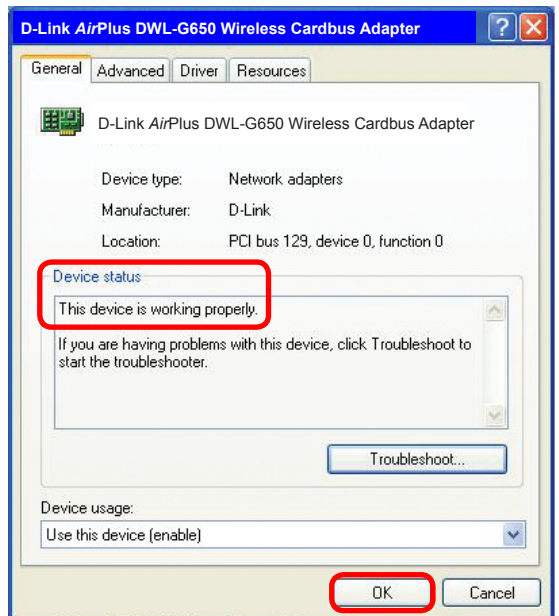 D-Link AirPlus DWL-G650 Wireless Cardbus Adapter
General Advanced Driver Resources
D-Link AirPlus DWL-G650 Wireless Cardbus Adapter
Device type: Network adapters
Manufacturer: D-Link
Location: PCI bus 129, device 0, function 0
Device status
This device is working properly.
If you are having problems with this device, click Troubleshoot to
start the troubleshooter.
Troubleshoot...
Device usage:
Use this device (enable)
OK Cancel